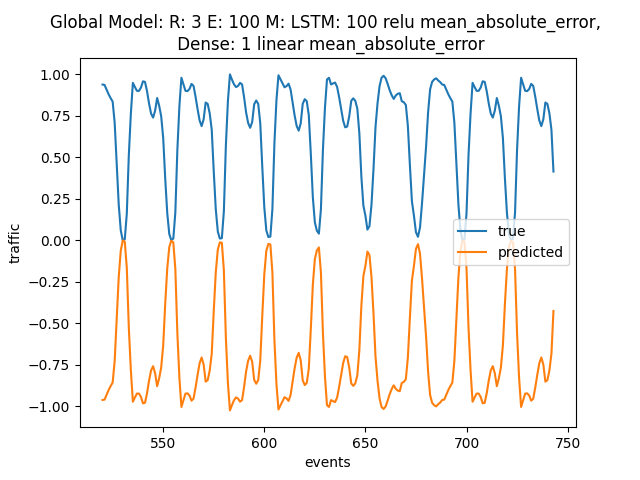 Global Model: R: 3 E: 100 M: LSTM: 100 relu mean_absolute_error,
Dense: 1 linear mean_absolute_error
1.00
0.75
0.50
0.25
0.00
−0.25
−0.50
−0.75
−1.00
traffic
true
predicted
550
600
650
700
750
events